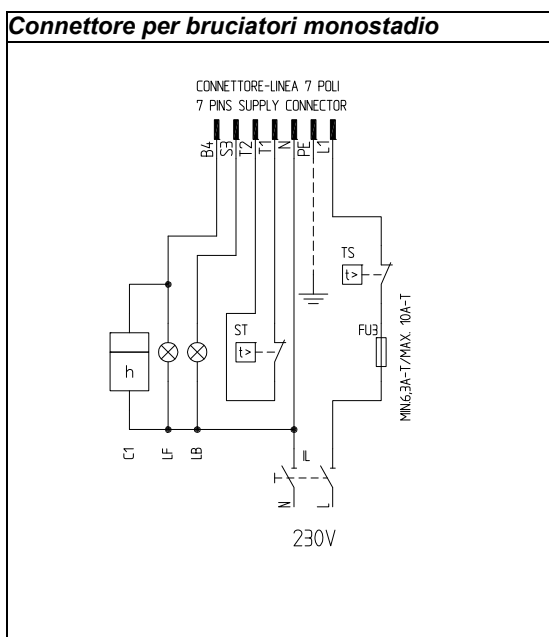 Connettore per bruciatori monostadio
CONNETTORE-LINEA 7 POLI
7 PINS SUPPLY CONNECTOR
B4 S3 T2 T1 N PE L1
TS
t>
ST
t>
FU3
MIN.6,3A-T/MAX. 10A-T
h
C1 LF LB
IL
N L
230V